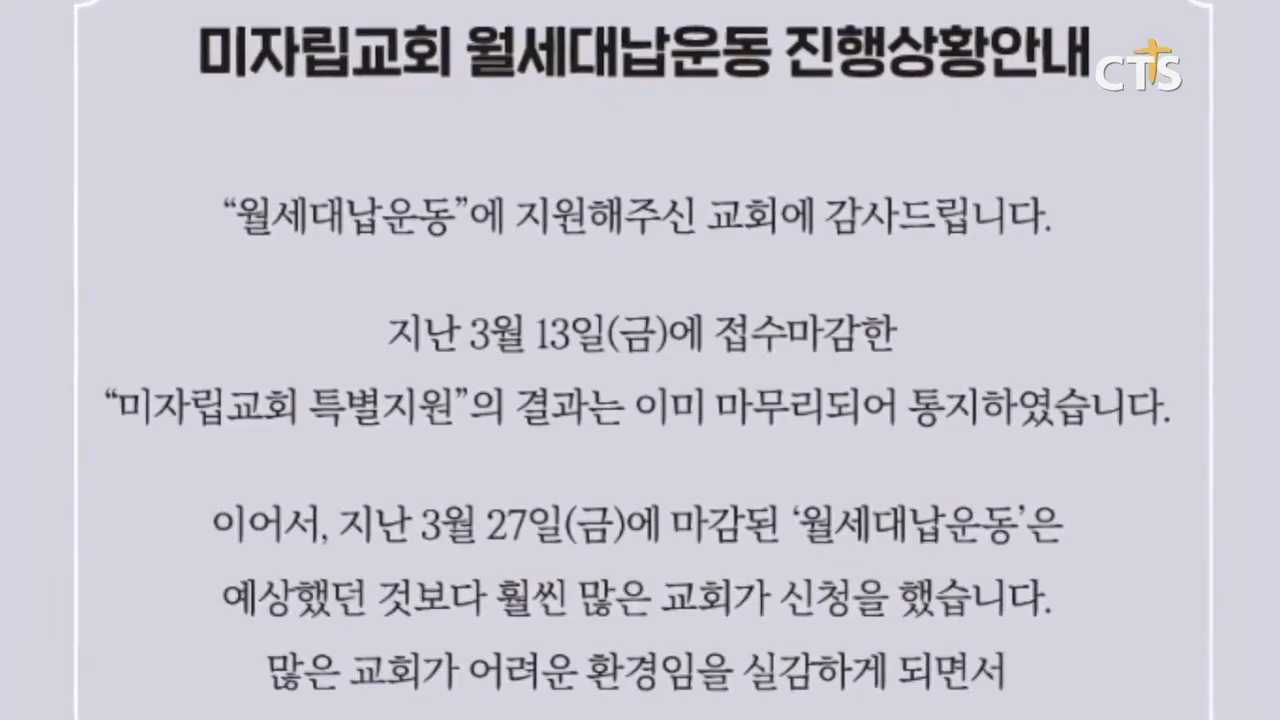 미자립교회 월세대납운동 진행상황안내
CTS
“월세대납운동”에 지원해주신 교회에 감사드립니다.
지난 3월 13일(금)에 접수마감한
“미자립교회 특별지원”의 결과는 이미 마무리되어 통지하였습니다.
이어서, 지난 3월 27일(금)에 마감된 ‘월세대납운동’은
예상했던 것보다 훨씬 많은 교회가 신청을 했습니다.
많은 교회가 어려운 환경임을 실감하게 되면서